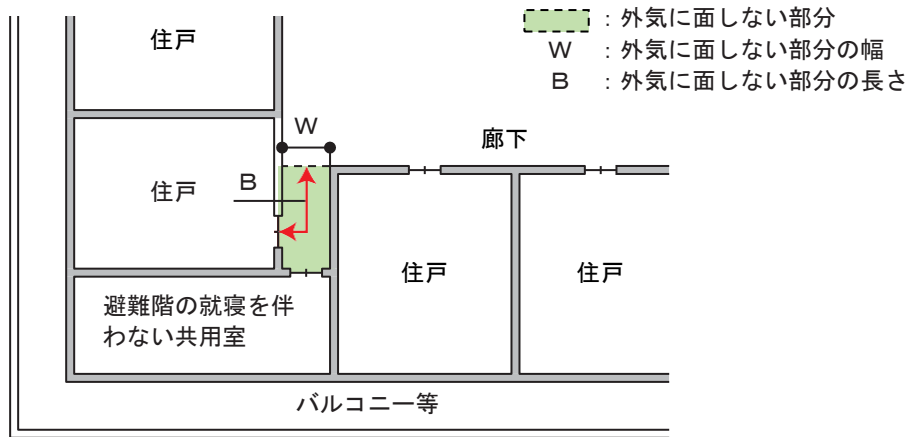 ：外気に面しない部分
W ：外気に面しない部分の幅
B ：外気に面しない部分の長さ
住戸
W
廊下
B
住戸
住戸
住戸
避難階の就寝を伴
わない共用室
バルコニー等